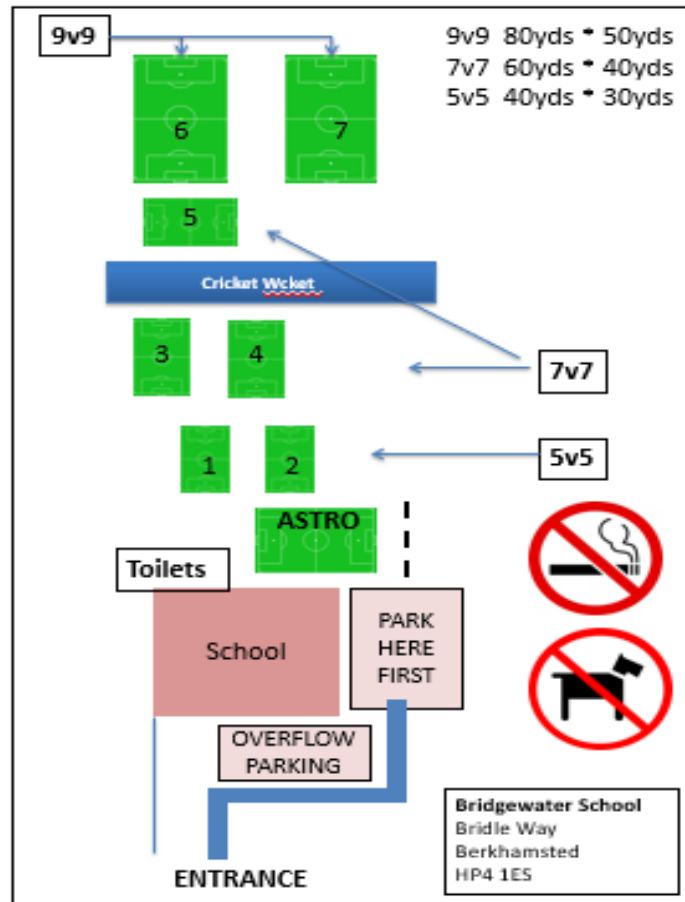 9v9
9v9 80yds * 50yds
7v7 60yds * 40yds
5v5 40yds * 30yds
6
7
5
Cricket Wcket
3
4
7v7
1
2
5v5
ASTRO
Toilets
School
PARK
HERE
FIRST
OVERFLOW
PARKING
Bridgewater School
Bridle Way
Berkhamsted
HP4 1ES
ENTRANCE